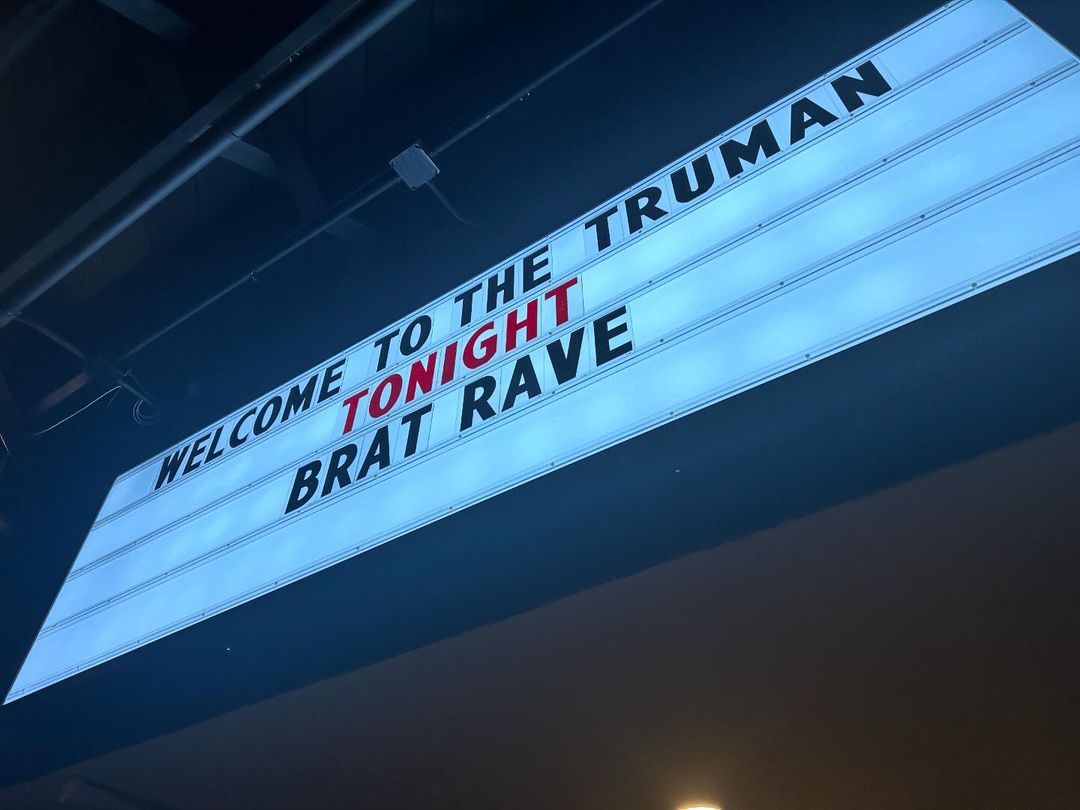 WELCOME TO THE TRUMAN
TONIGHT
BRAT RAVE